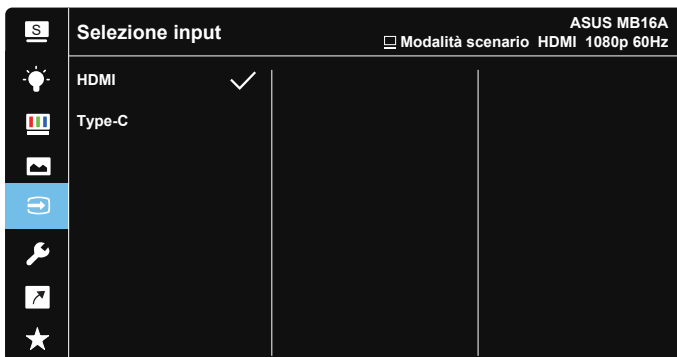 S
Selezione input
ASUS MB16A
Modalità scenario HDMI 1080p 60Hz
HDMI
Type-C